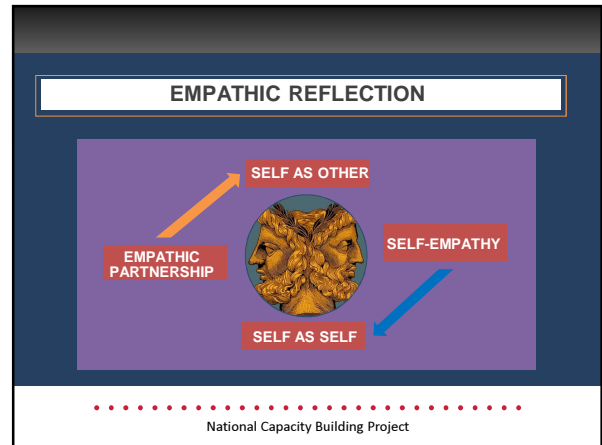 EMPATHIC REFLECTION
SELF AS OTHER
EMPATHIC
PARTNERSHIP
SELF-EMPATHY
SELF AS SELF
National Capacity Building Project